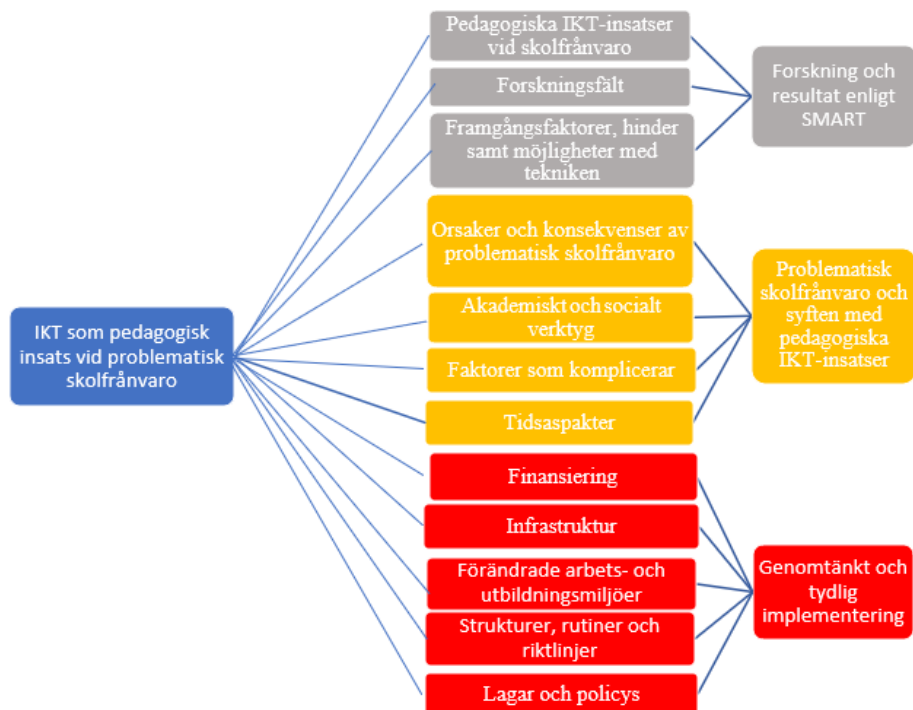 IKT som pedagogisk
insats vid problematisk
skolfrånvaro
Pedagogiska IKT-insatser
vid skolfrånvaro
Forskningsfält
Framgångsfaktorer, hinder
samt möjligheter med
tekniken
Orsaker och konsekvenser av
problematisk skolfrånvaro
Akademiskt och socialt
verktyg
Faktorer som komplicerar
Tidsaspakter
Finansiering
Infrastruktur
Förändrade arbets- och
utbildningsmiljöer
Strukturer, rutiner och
riktlinjer
Lagar och policys
Forskning och
resultat enligt
SMART
Problematisk
skolfrånvaro och
syften med
pedagogiska
IKT-insatser
Genomtänkt och
tydlig
implementering